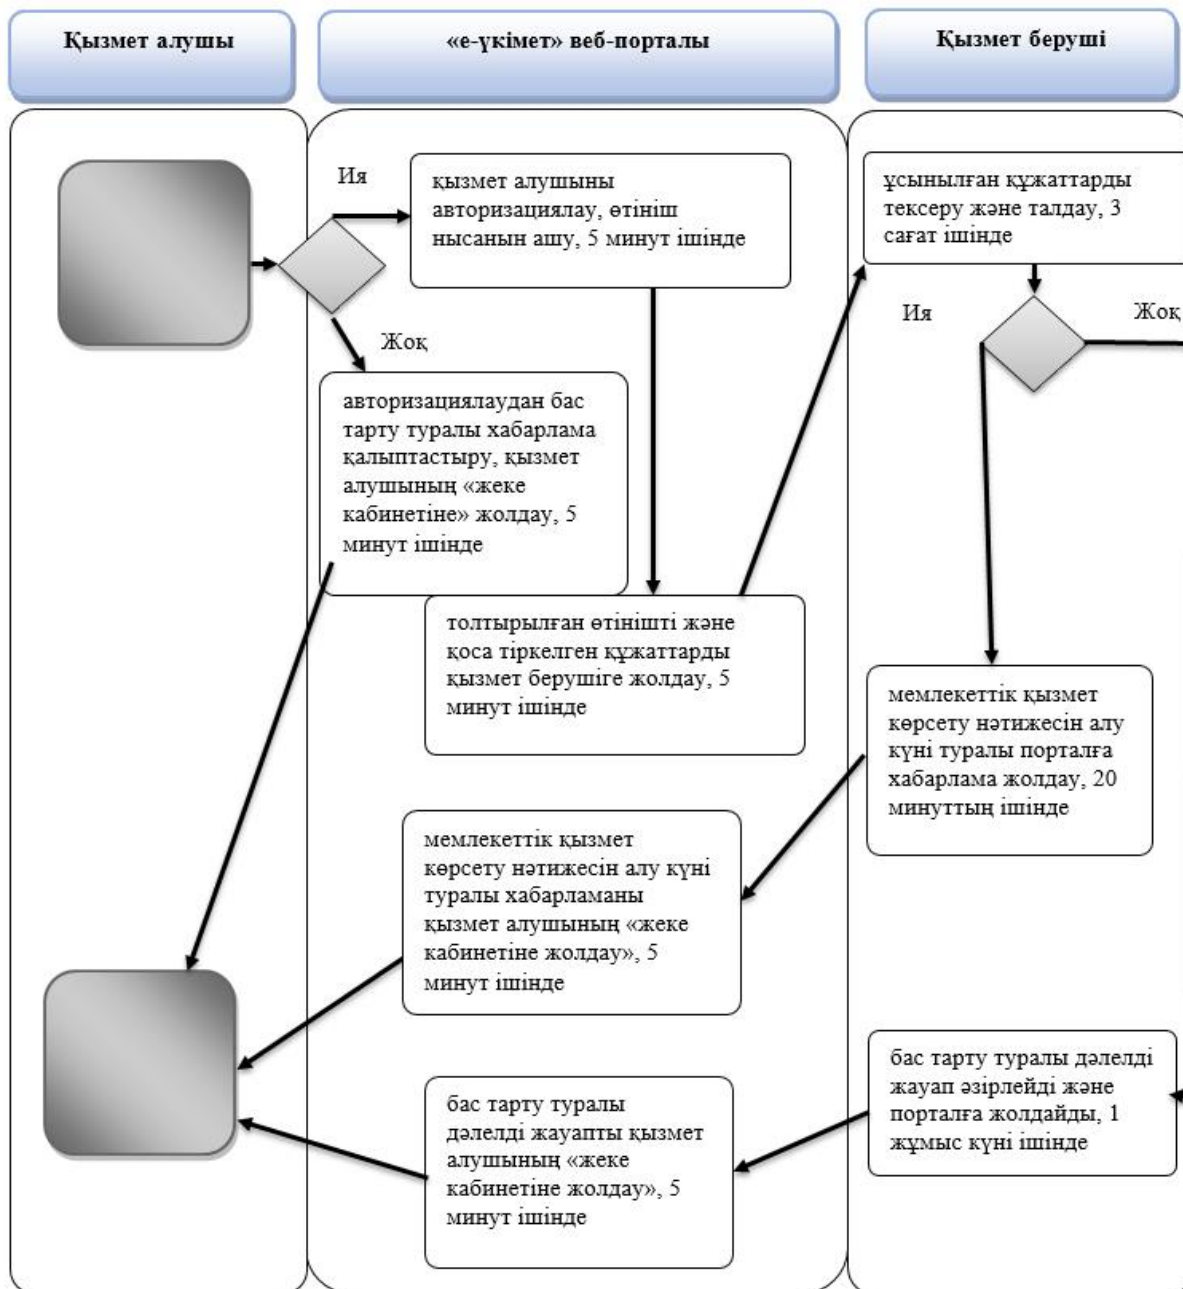 Қызмет алушы
«е-үкімет» веб-порталы
Қызмет беруші
Ия
қызмет алушыны
авторизациялау, өтініш
нысанын ашу, 5 минут ішінде
Жоқ
авторизациялаудан бас
тарту туралы хабарлама
қалыптастыру, қызмет
алушының «жеке
кабинетіне» жолдау, 5
минут ішінде
толтырылған өтінішті және
қоса тіркелген құжаттарды
қызмет берушіге жолдау, 5
минут ішінде
ұсынылған құжаттарды
тексеру және талдау, 3
сағат ішінде
Ия
Жоқ
мемлекеттік қызмет
көрсету нәтижесін алу
күні туралы порталға
хабарлама жолдау, 20
минуттың ішінде
мемлекеттік қызмет
көрсету нәтижесін алу күні
туралы хабарламаны
қызмет алушының «жеке
кабинетіне жолдау», 5
минут ішінде
бас тарту туралы дәлелді
жауап әзірлейді және
порталға жолдайды, 1
жұмыс күні ішінде
бас тарту туралы
дәлелді жауапты қызмет
алушының «жеке
кабинетіне жолдау», 5
минут ішінде